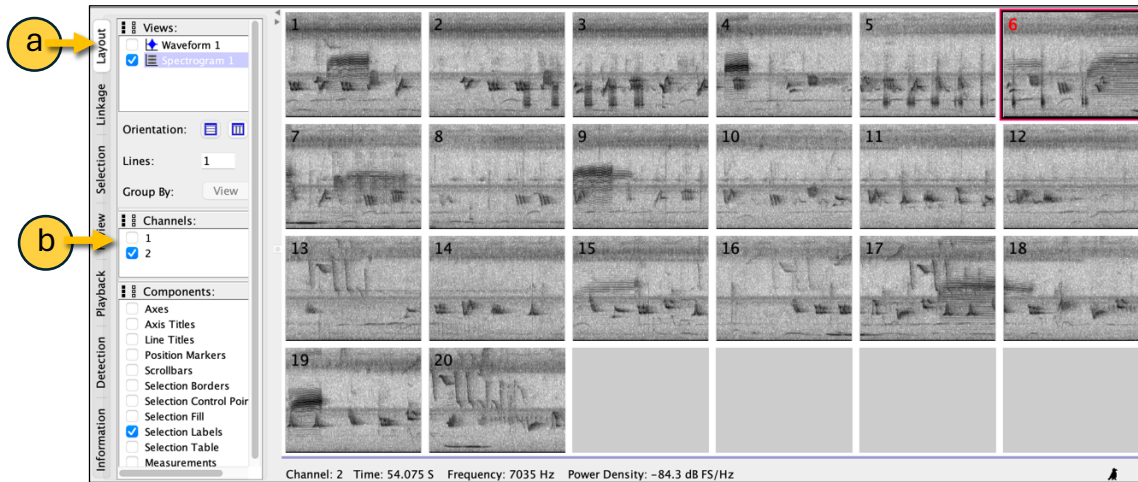 a
b
Layout
Linkage
Selection
view
Playback
Detection
Information
Views:
Waveform 1
Spectrogram 1
Orientation:
Lines:
1
Group By:
View
Channels:
1
2
Components:
Axes
Axis Titles
Line Titles
Position Markers
Scrollbars
Selection Borders
Selection Control Poin
Selection Fill
Selection Labels
Selection Table
Measurements
1
2
3
4
5
6
7
8
9
10
11
12
13
14
15
16
17
18
19
20
Channel: 2 Time: 54.075 S Frequency: 7035 Hz Power Density: -84.3 dB FS/Hz